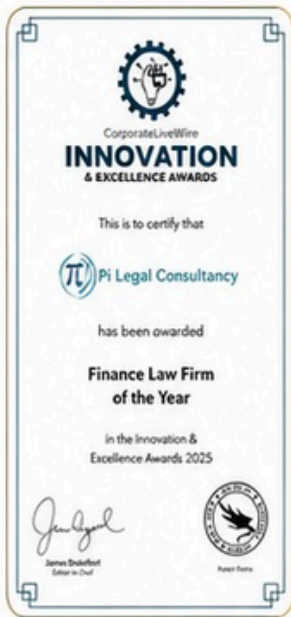 CorporateLiveWire
INNOVATION
& EXCELLENCE AWARDS
This is to certify that
π Pi Legal Consultancy
has been awarded
Finance Law Firm
of the Year
in the Innovation &
Excellence Awards 2025
James
Editor in Chief